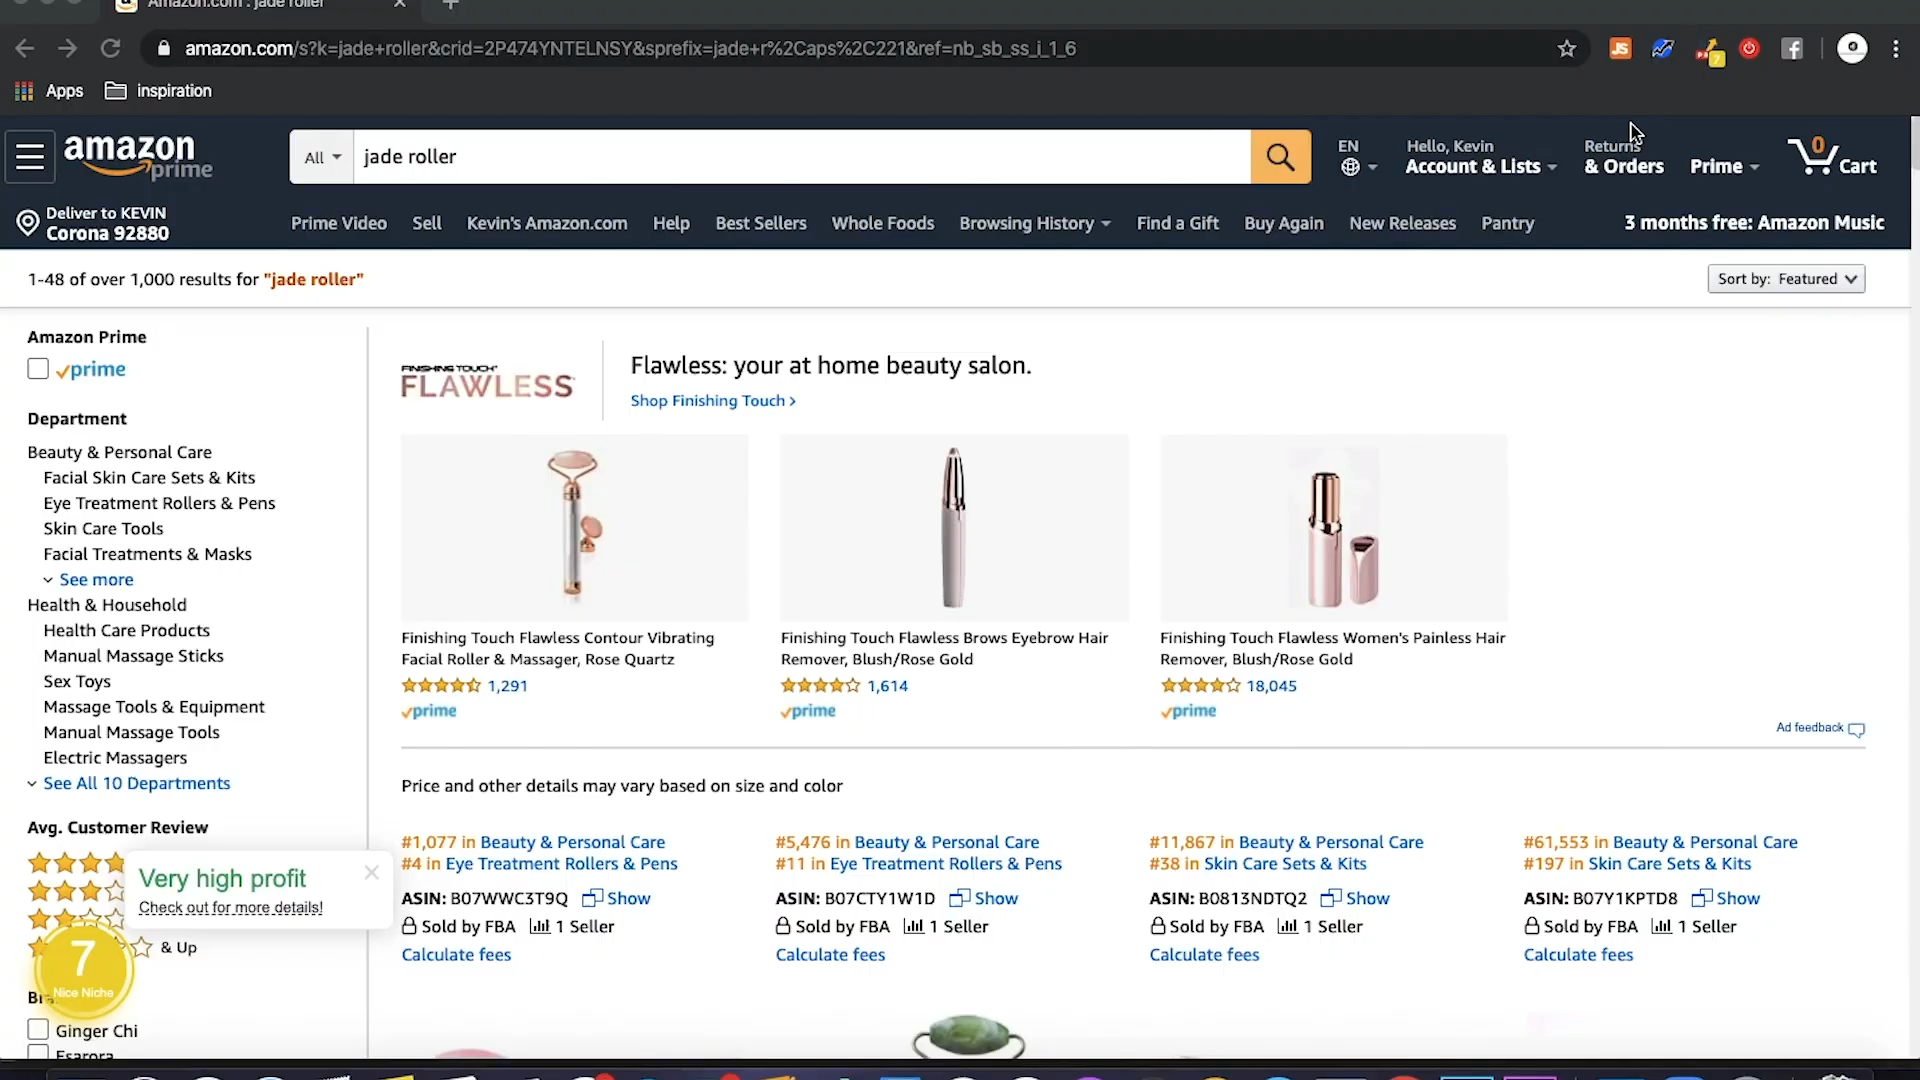 Amazon.com : jade roller
amazon.com/s?k=jade+roller&crid=2P474YNTELNSY&sprefix=jade+r%2Caps%2C221&ref=nb_sb_ss_i_1_6
JS
7
Apps
inspiration
amazon prime
All
jade roller
EN
Hello, Kevin
Account & Lists
Returns
& Orders
Prime
0
Cart
Deliver to KEVIN
Corona 92880
Prime Video Sell Kevin's Amazon.com Help Best Sellers Whole Foods Browsing History Find a Gift Buy Again New Releases Pantry
3 months free: Amazon Music
1-48 of over 1,000 results for "jade roller"
Sort by: Featured
Amazon Prime
prime
Department
Beauty & Personal Care
Facial Skin Care Sets & Kits
Eye Treatment Rollers & Pens
Skin Care Tools
Facial Treatments & Masks
See more
Health & Household
Health Care Products
Manual Massage Sticks
Sex Toys
Massage Tools & Equipment
Manual Massage Tools
Electric Massagers
See All 10 Departments
Avg. Customer Review
& Up
Very high profit
Check out for more details!
7
Nice Niche
Ginger Chi
Esarora
FINISHING TOUCH
FLAWLESS
Flawless: your at home beauty salon.
Shop Finishing Touch ›
Finishing Touch Flawless Contour Vibrating
Facial Roller & Massager, Rose Quartz
1,291
prime
Finishing Touch Flawless Brows Eyebrow Hair
Remover, Blush/Rose Gold
1,614
prime
Finishing Touch Flawless Women's Painless Hair
Remover, Blush/Rose Gold
18,045
prime
Ad feedback
Price and other details may vary based on size and color
#1,077 in Beauty & Personal Care
#4 in Eye Treatment Rollers & Pens
ASIN: B07WWC3T9Q Show
Sold by FBA 1 Seller
Calculate fees
#5,476 in Beauty & Personal Care
#11 in Eye Treatment Rollers & Pens
ASIN: B07CTY1W1D Show
Sold by FBA 1 Seller
Calculate fees
#11,867 in Beauty & Personal Care
#38 in Skin Care Sets & Kits
ASIN: B0813NDTQ2 Show
Sold by FBA 1 Seller
Calculate fees
#61,553 in Beauty & Personal Care
#197 in Skin Care Sets & Kits
ASIN: B07Y1KPTD8 Show
Sold by FBA 1 Seller
Calculate fees